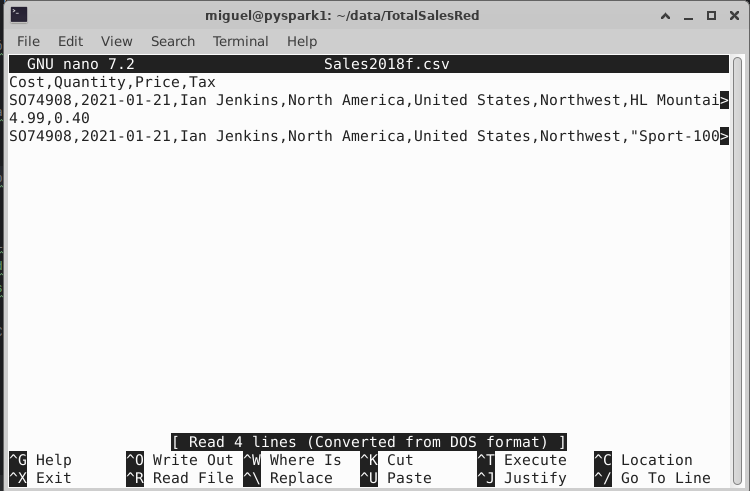 miguel@pyspark1: ~/data/TotalSalesRed
File Edit View Search Terminal Help
GNU nano 7.2 Sales2018f.csv
Cost,Quantity,Price,Tax
SO74908,2021-01-21,Ian Jenkins,North America,United States,Northwest,HL Mountai>
4.99,0.40
SO74908,2021-01-21,Ian Jenkins,North America,United States,Northwest,"Sport-100>
[ Read 4 lines (Converted from DOS format) ]
^G Help ^O Write Out ^W Where Is ^K Cut ^T Execute ^C Location
^X Exit ^R Read File ^\ Replace ^U Paste ^J Justify ^/ Go To Line